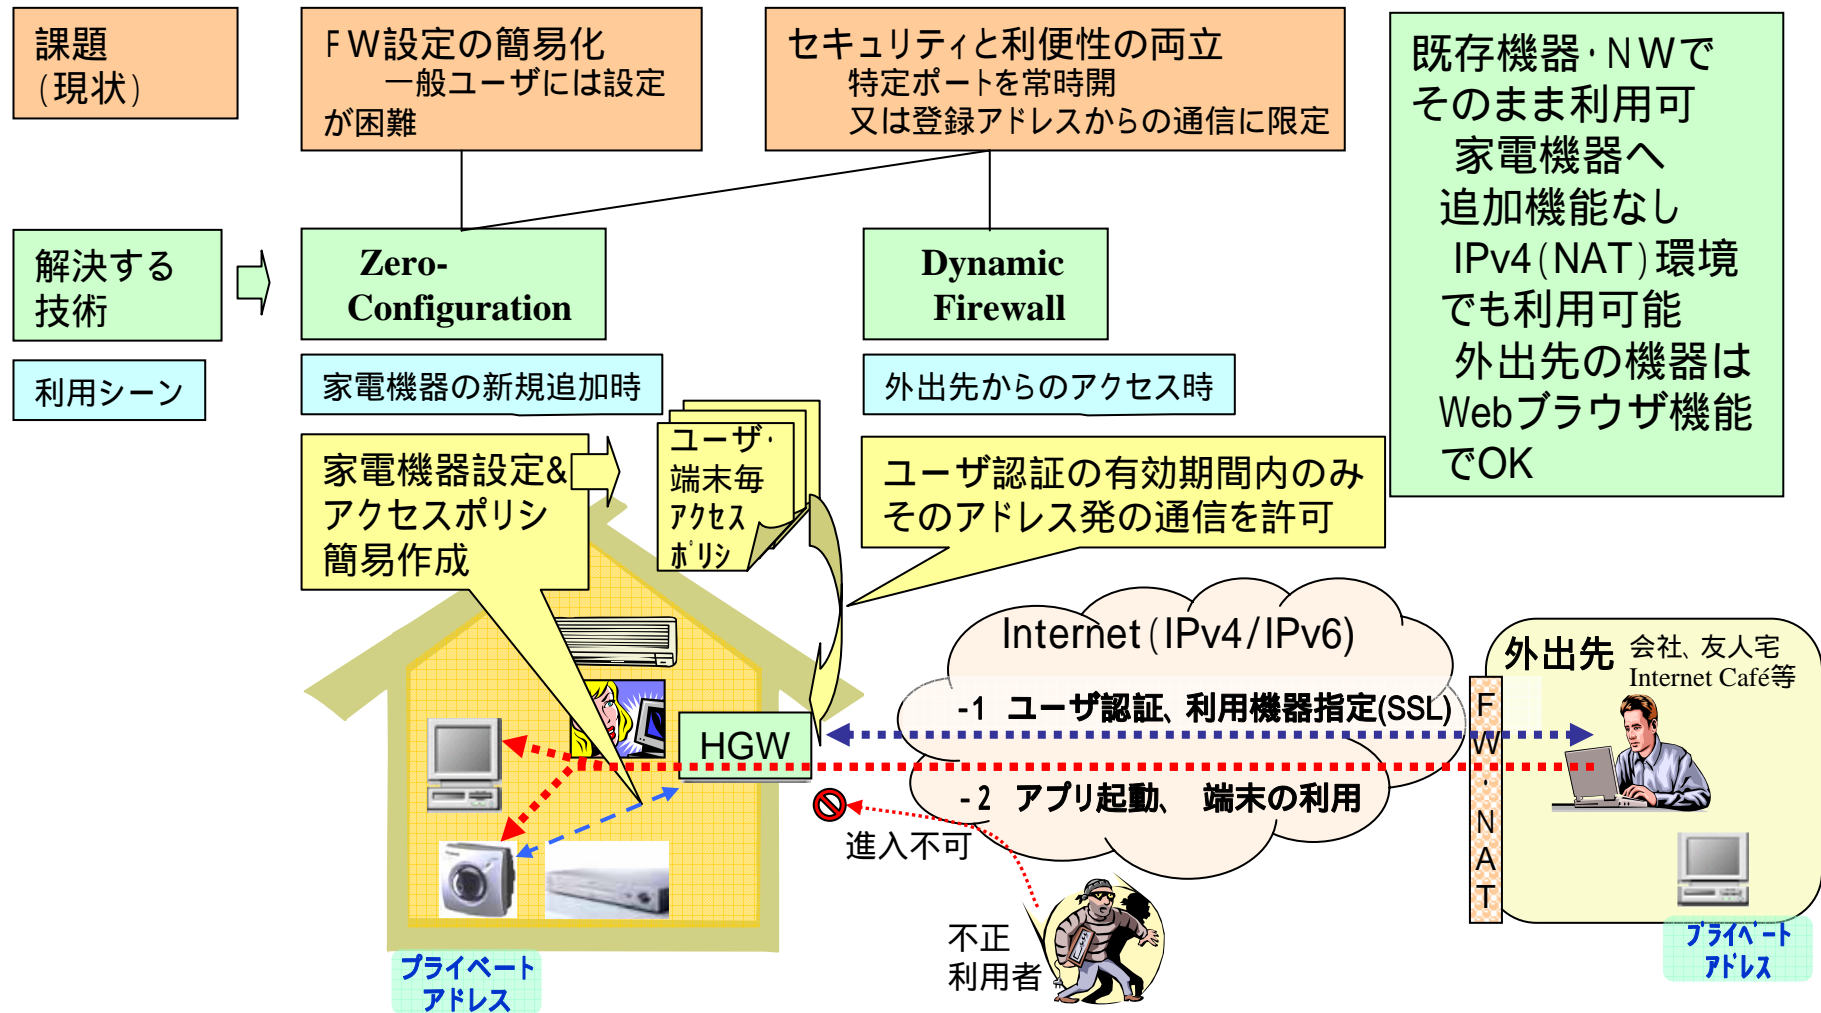 課題
(現状)
FW設定の簡易化
一般ユーザには設定
が困難
セキュリティと利便性の両立
特定ポートを常時開
又は登録アドレスからの通信に限定
既存機器・NWで
そのまま利用可
家電機器へ
追加機能なし
IPv4(NAT)環境
でも利用可能
外出先の機器は
Webブラウザ機能
でOK
解決する
技術
Zero-
Configuration
Dynamic
Firewall
利用シーン
家電機器の新規追加時
外出先からのアクセス時
家電機器設定&
アクセスポリシ
簡易作成
ユーザ・
端末毎
アクセス
ポリシ
ユーザ認証の有効期間内のみ
そのアドレス発の通信を許可
Internet(IPv4/IPv6)
-1 ユーザ認証、利用機器指定(SSL)
HGW
-2 アプリ起動、 端末の利用
進入不可
不正
利用者
外出先 会社、友人宅
Internet Café等
FW・NAT
プライベート
アドレス
プライベート
アドレス